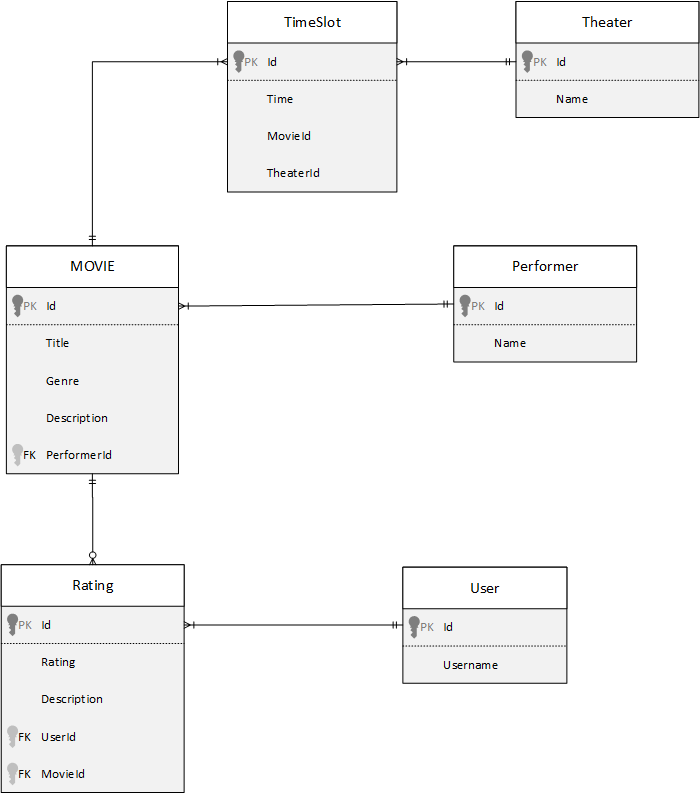 TimeSlot
PK Id
Time
MovieId
TheaterId
Theater
PK Id
Name
MOVIE
PK Id
Title
Genre
Description
FK PerformerId
Performer
PK Id
Name
Rating
PK Id
Rating
Description
FK UserId
FK MovieId
User
PK Id
Username